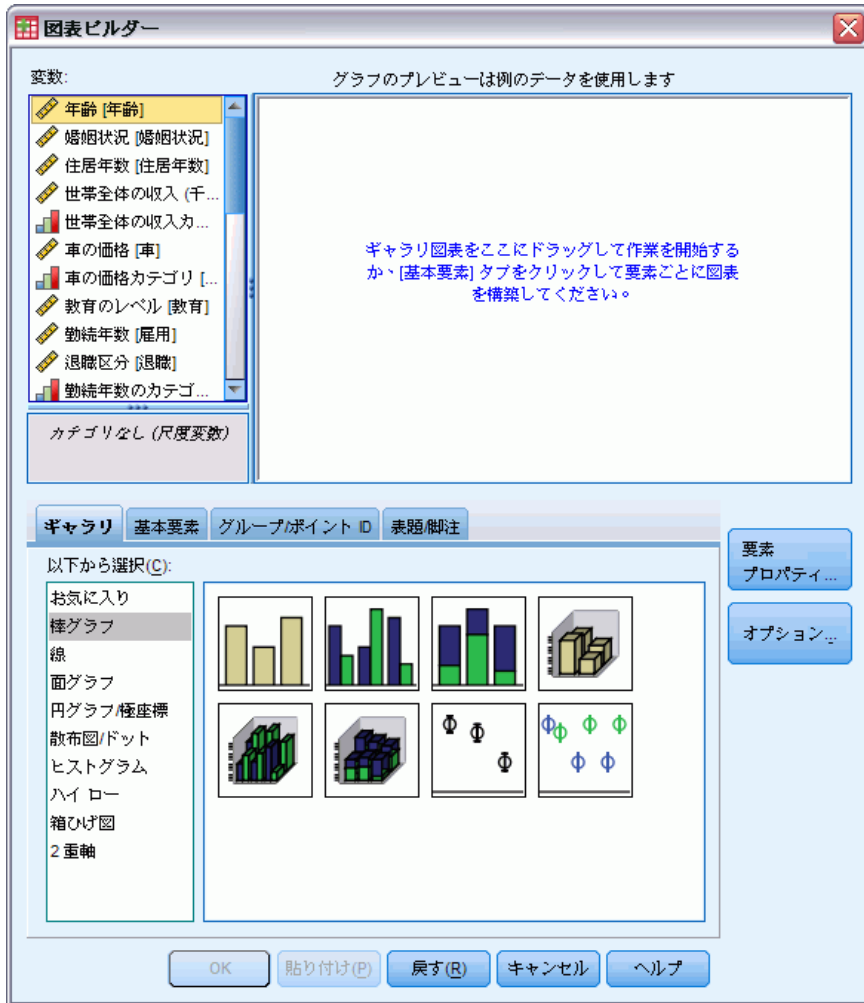 図表ビルダー
変数:
グラフのプレビューは例のデータを使用します
年齢 [年齢]
婚姻状況 [婚姻状況]
住居年数 [住居年数]
世帯全体の収入 (千...
世帯全体の収入カ...
車の価格 [車]
車の価格カテゴリ [...
教育のレベル [教育]
勤続年数 [雇用]
退職区分 [退職]
勤続年数のカテゴ...
カテゴリなし (尺度変数)
ギャラリ図表をここにドラッグして作業を開始する
か、[基本要素] タブをクリックして要素ごとに図表
を構築してください。
ギャラリ 基本要素 グループ/ポイント ID 表題/脚注
以下から選択(C):
お気に入り
棒グラフ
線
面グラフ
円グラフ/極座標
散布図/ドット
ヒストグラム
ハイ ロー
箱ひげ図
2 重軸
要素
プロパティ...
オプション...
OK 貼り付け(P) 戻す(R) キャンセル ヘルプ